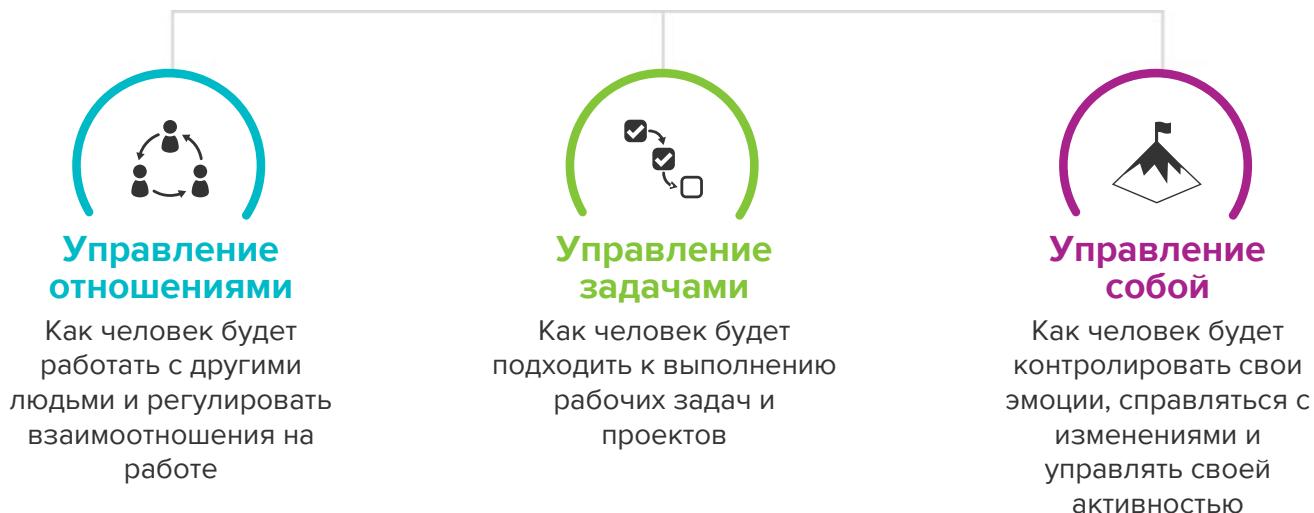 Управление
отношениями
Как человек будет
работать с другими
людьми и регулировать
взаимоотношения на
работе
Управление
задачами
Как человек будет
подходить к выполнению
рабочих задач и
проектов
Управление
собой
Как человек будет
контролировать свои
эмоции, справляться с
изменениями и
управлять своей
активностью